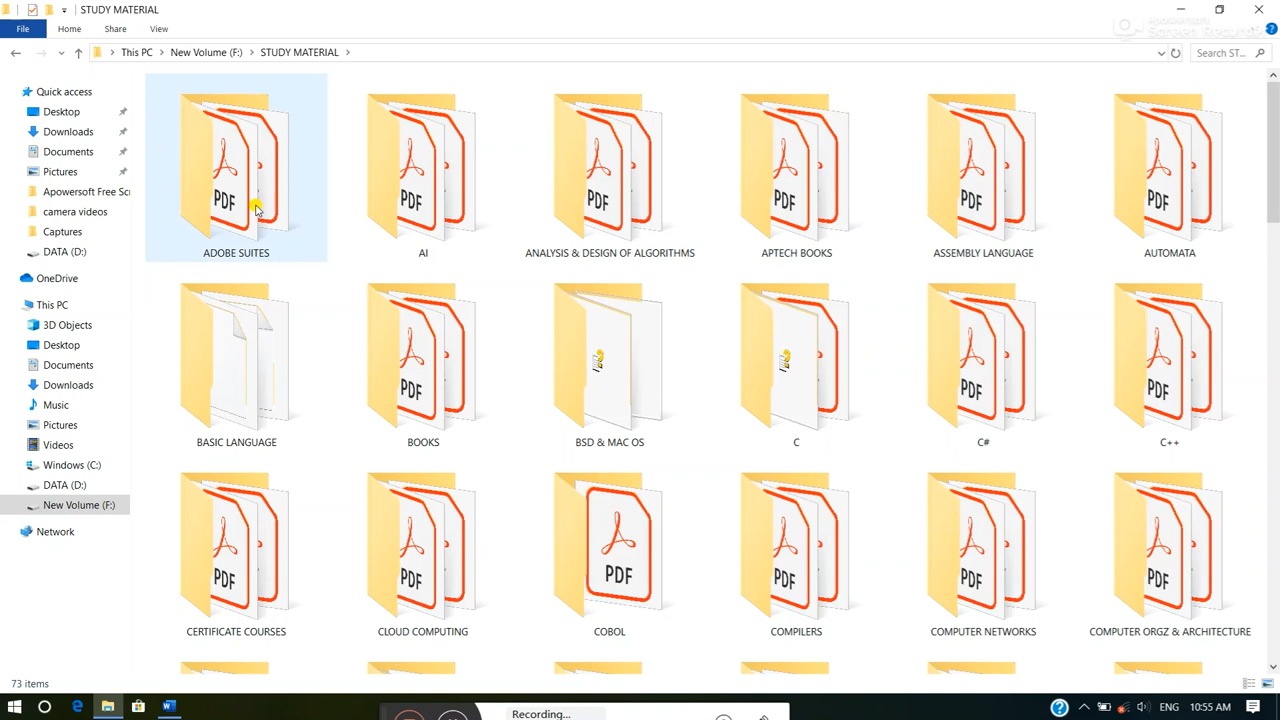 STUDY MATERIAL
File Home Share View
Apowersoft
Screen Recorder
This PC New Volume (F:) STUDY MATERIAL
Search ST...
Quick access
Desktop
Downloads
Documents
Pictures
Apowersoft Free Scr
camera videos
Captures
DATA (D:)
OneDrive
This PC
3D Objects
Desktop
Documents
Downloads
Music
Pictures
Videos
Windows (C:)
DATA (D:)
New Volume (F:)
Network
PDF PDF PDF PDF PDF PDF
ADOBE SUITES AI ANALYSIS & DESIGN OF ALGORITHMS APTECH BOOKS ASSEMBLY LANGUAGE AUTOMATA
PDF PDF PDF
BASIC LANGUAGE BOOKS BSD & MAC OS C C# C++
PDF PDF PDF PDF PDF PDF
CERTIFICATE COURSES CLOUD COMPUTING COBOL COMPILERS COMPUTER NETWORKS COMPUTER ORGZ & ARCHITECTURE
73 items
Recording...
ENG 10:55 AM